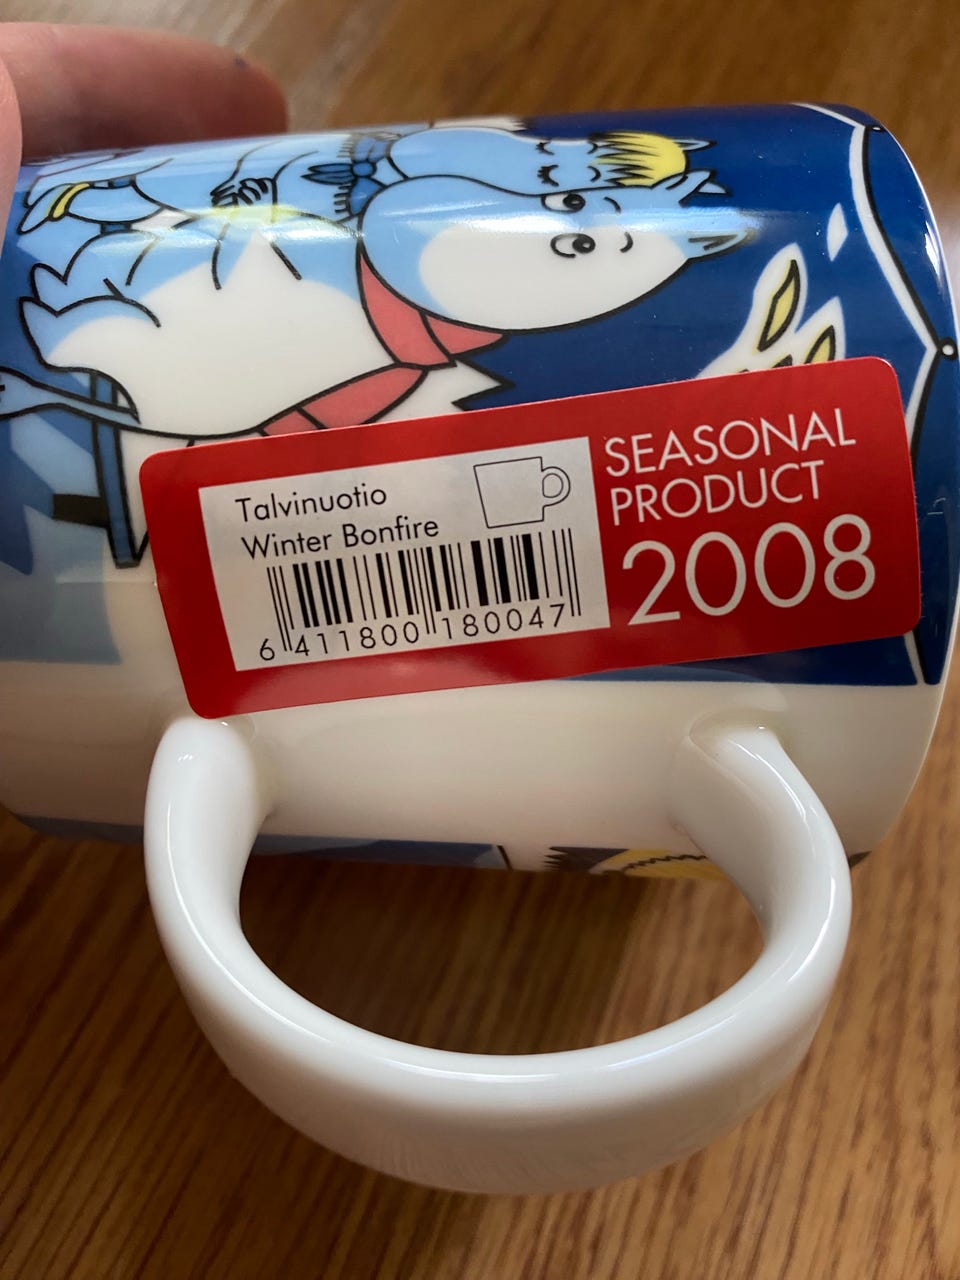 Talvinuotio
Winter Bonfire
6 411800 180047
SEASONAL
PRODUCT
2008